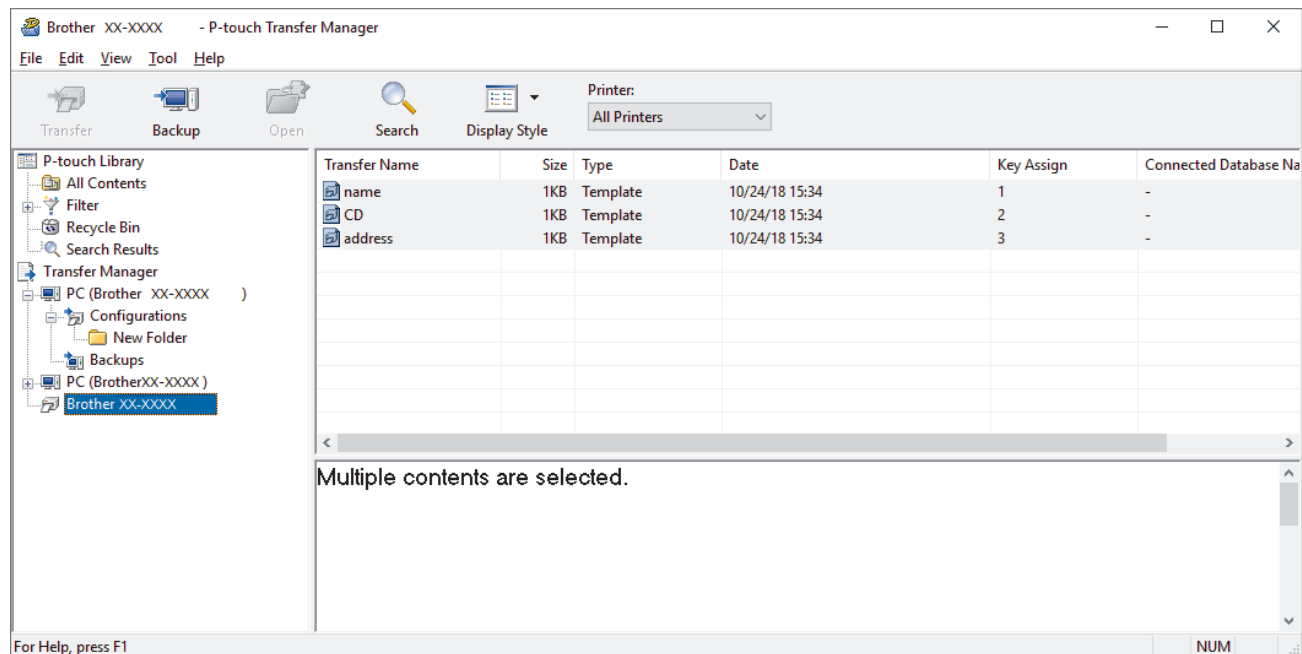 Brother XX-XXXX - P-touch Transfer Manager
File Edit View Tool Help
Transfer Backup Open Search Display Style
Printer:
All Printers
P-touch Library
All Contents
Filter
Recycle Bin
Search Results
Transfer Manager
PC (Brother XX-XXXX )
Configurations
New Folder
Backups
PC (BrotherXX-XXXX )
Brother XX-XXXX
Transfer Name Size Type Date Key Assign Connected Database Na
name 1KB Template 10/24/18 15:34 1 -
CD 1KB Template 10/24/18 15:34 2 -
address 1KB Template 10/24/18 15:34 3 -
Multiple contents are selected.
For Help, press F1 NUM